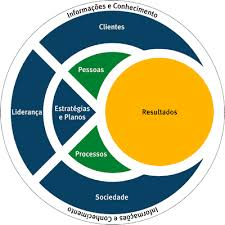 Informações e Conhecimento
Clientes
Pessoas
Liderança
Estratégias
e Planos
Resultados
Processos
Sociedade
Informações e Conhecimento